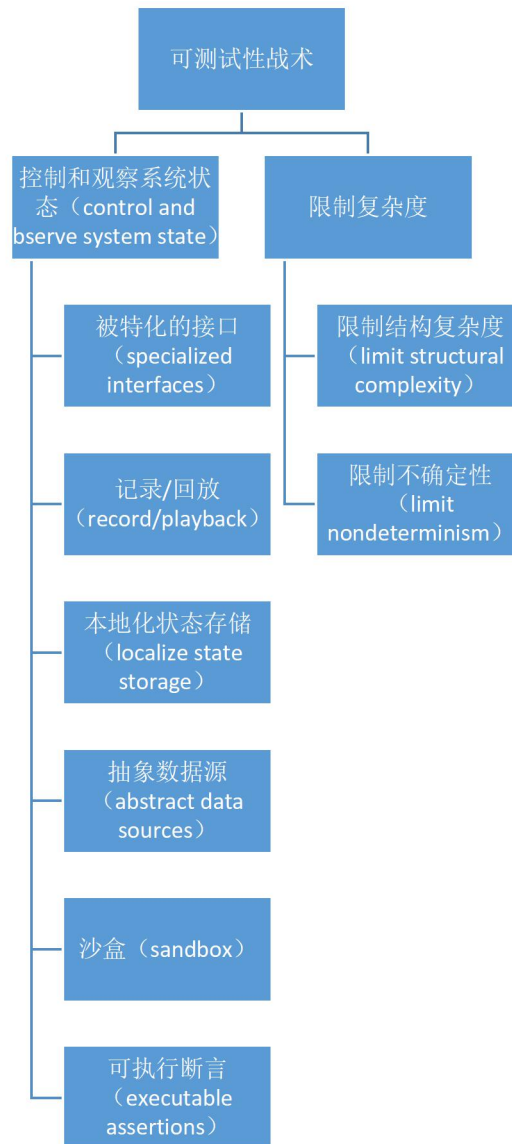 可测试性战术
控制和观察系统状
态（control and
bserve system state)
限制复杂度
被特化的接口
（specialized
interfaces）
记录/回放
（record/playback）
本地化状态存储
（localize state
storage）
抽象数据源
（abstract data
sources）
沙盒（sandbox）
可执行断言
（executable
assertions）
限制结构复杂度
（limit structural
complexity）
限制不确定性
（limit
nondeterminism）